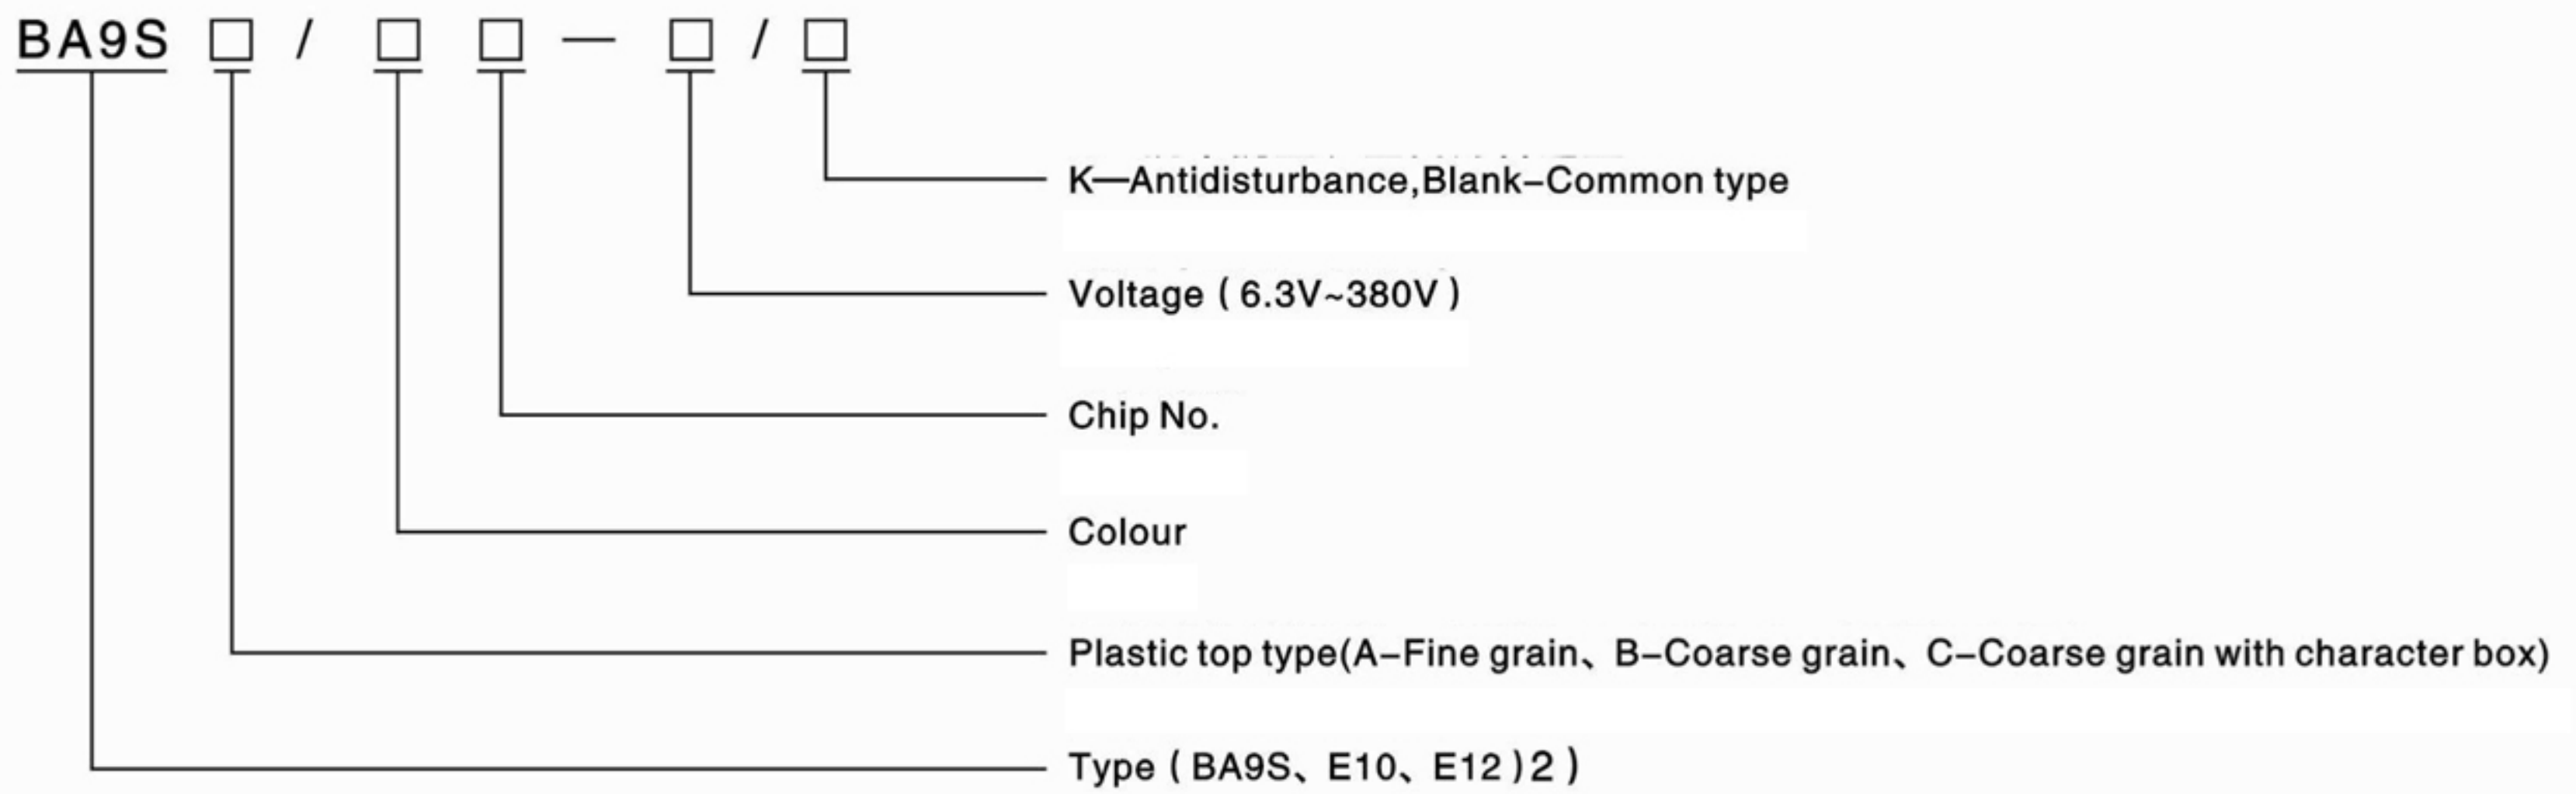 BA9S □ / □ □ — □ / □
K—Antidisturbance,Blank–Common type
Voltage ( 6.3V~380V )
Chip No.
Colour
Plastic top type(A–Fine grain、B–Coarse grain、C–Coarse grain with character box)
Type ( BA9S、E10、E12 ) 2 )